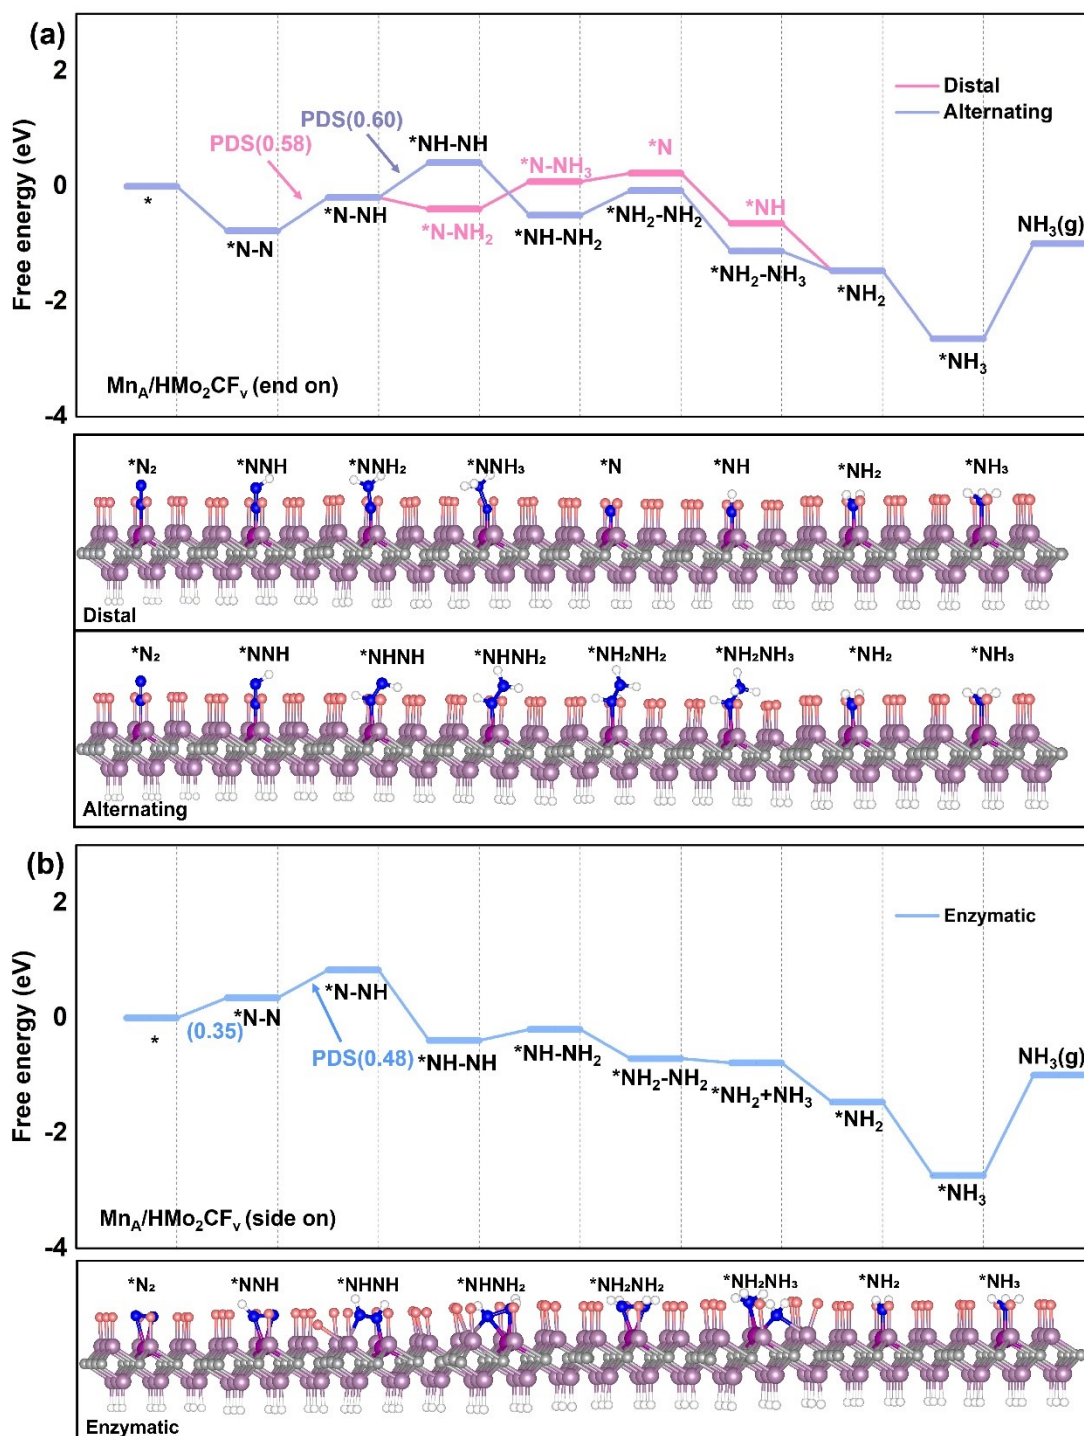 (a)
2
0
-2
-4
Free energy (eV)
Distal
Alternating
PDS(0.58)
PDS(0.60)
*
*N-N
*N-NH
*NH-NH
*N-NH₂
*N-NH₃
*NH-NH₂
*N
*NH₂-NH₂
*NH
*NH₂-NH₃
*NH₂
*NH₃
NH₃(g)
Mn_A/HMo₂CFᵥ (end on)
*N₂ *NNH *NNH₂ *NNH₃ *N *NH *NH₂ *NH₃
Distal
*N₂ *NNH *NHNH *NHNH₂ *NH₂NH₂ *NH₂NH₃ *NH₂ *NH₃
Alternating
(b)
2
0
-2
-4
Free energy (eV)
Enzymatic
*
*N-N
(0.35)
*N-NH
PDS(0.48)
*NH-NH
*NH-NH₂
*NH₂-NH₂
*NH₂+NH₃
*NH₂
*NH₃
NH₃(g)
Mn_A/HMo₂CFᵥ (side on)
*N₂ *NNH *NHNH *NHNH₂ *NH₂NH₂ *NH₂NH₃ *NH₂ *NH₃
Enzymatic